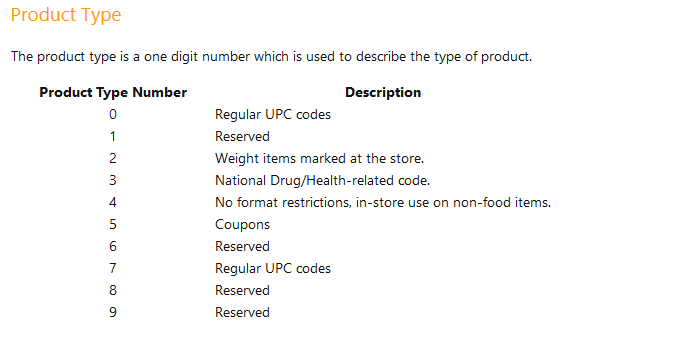 Product Type
The product type is a one digit number which is used to describe the type of product.
Product Type Number Description
0 Regular UPC codes
1 Reserved
2 Weight items marked at the store.
3 National Drug/Health-related code.
4 No format restrictions, in-store use on non-food items.
5 Coupons
6 Reserved
7 Regular UPC codes
8 Reserved
9 Reserved